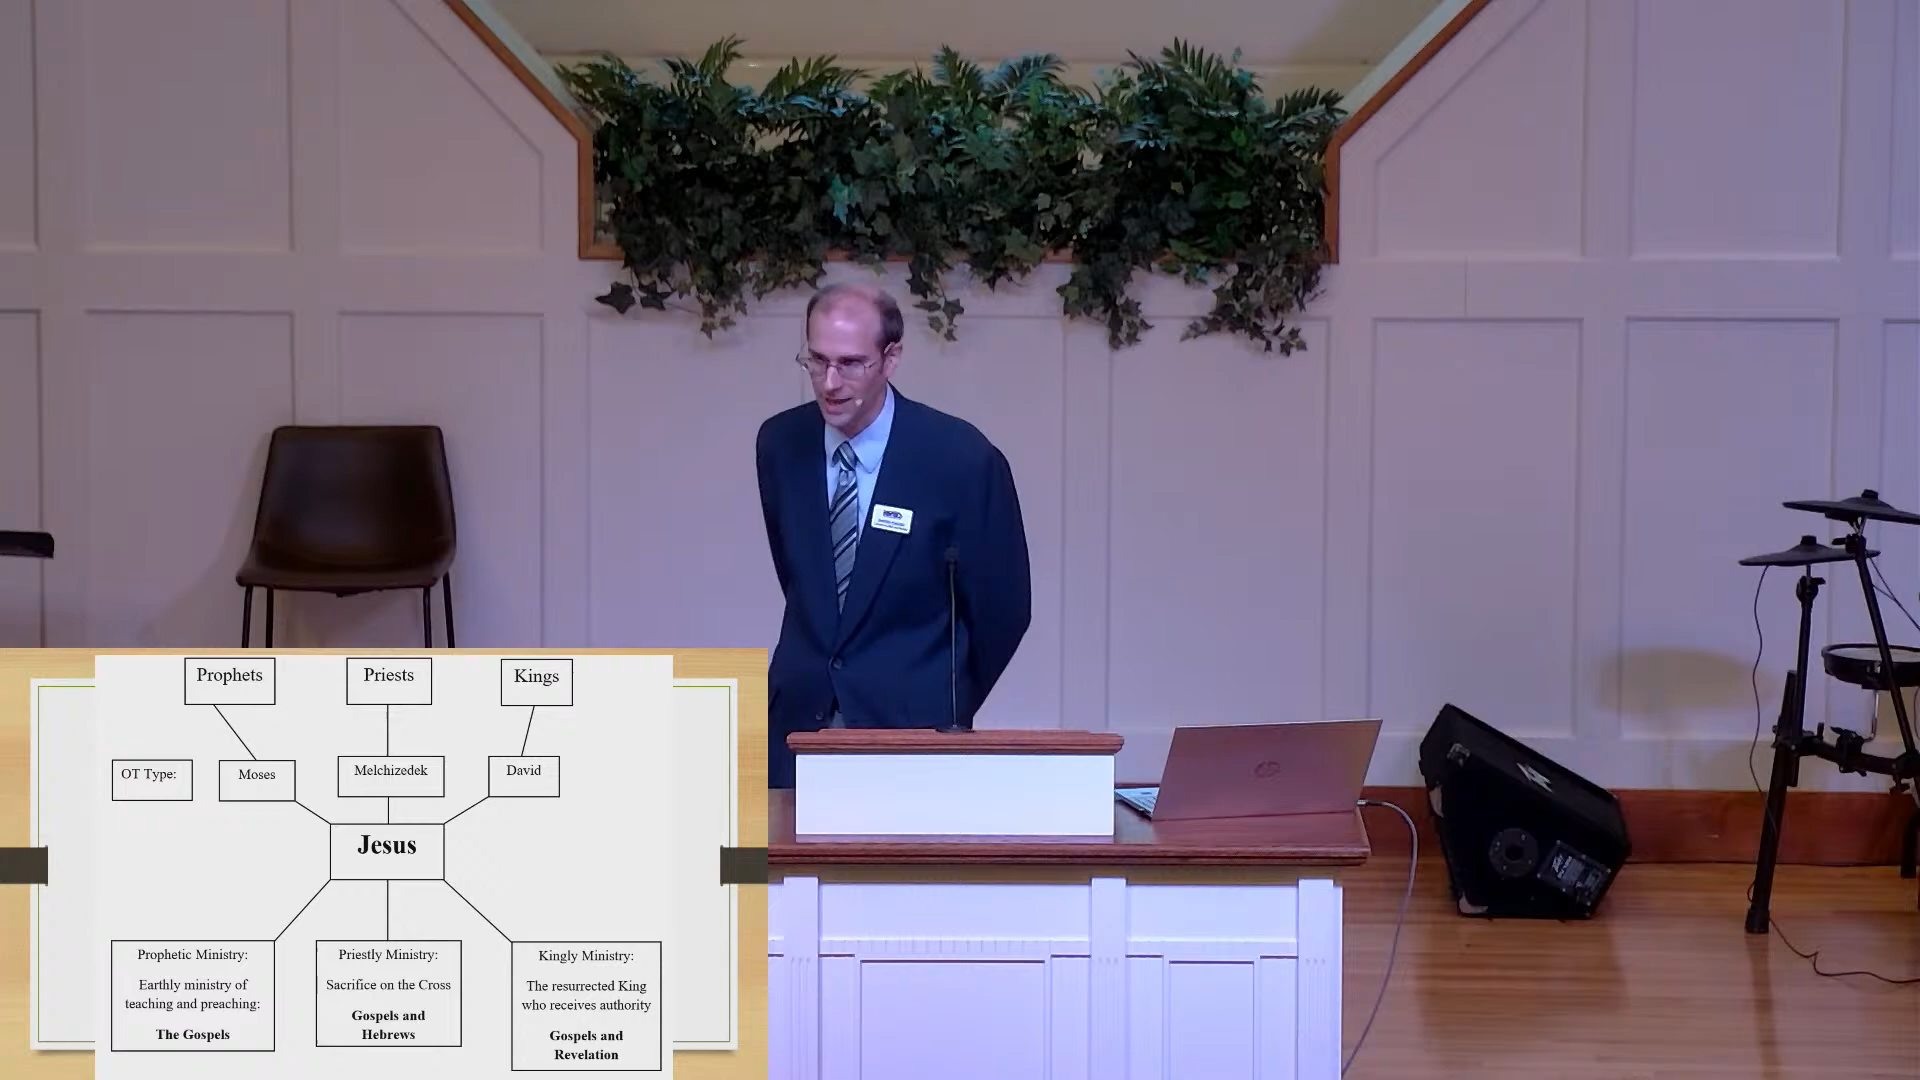 Prophets
Priests
Kings
OT Type:
Moses
Melchizedek
David
Jesus
Prophetic Ministry:
Earthly ministry of
teaching and preaching:
The Gospels
Priestly Ministry:
Sacrifice on the Cross
Gospels and
Hebrews
Kingly Ministry:
The resurrected King
who receives authority
Gospels and
Revelation